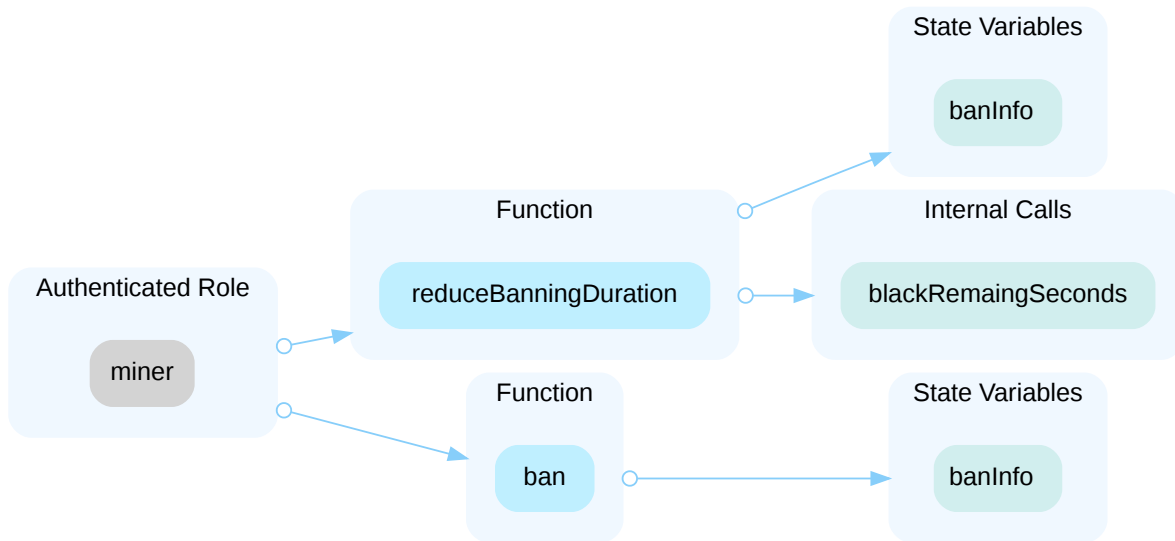 State Variables
banInfo
Function
reduceBanningDuration
Internal Calls
blackRemaingSeconds
Authenticated Role
miner
Function
ban
State Variables
banInfo